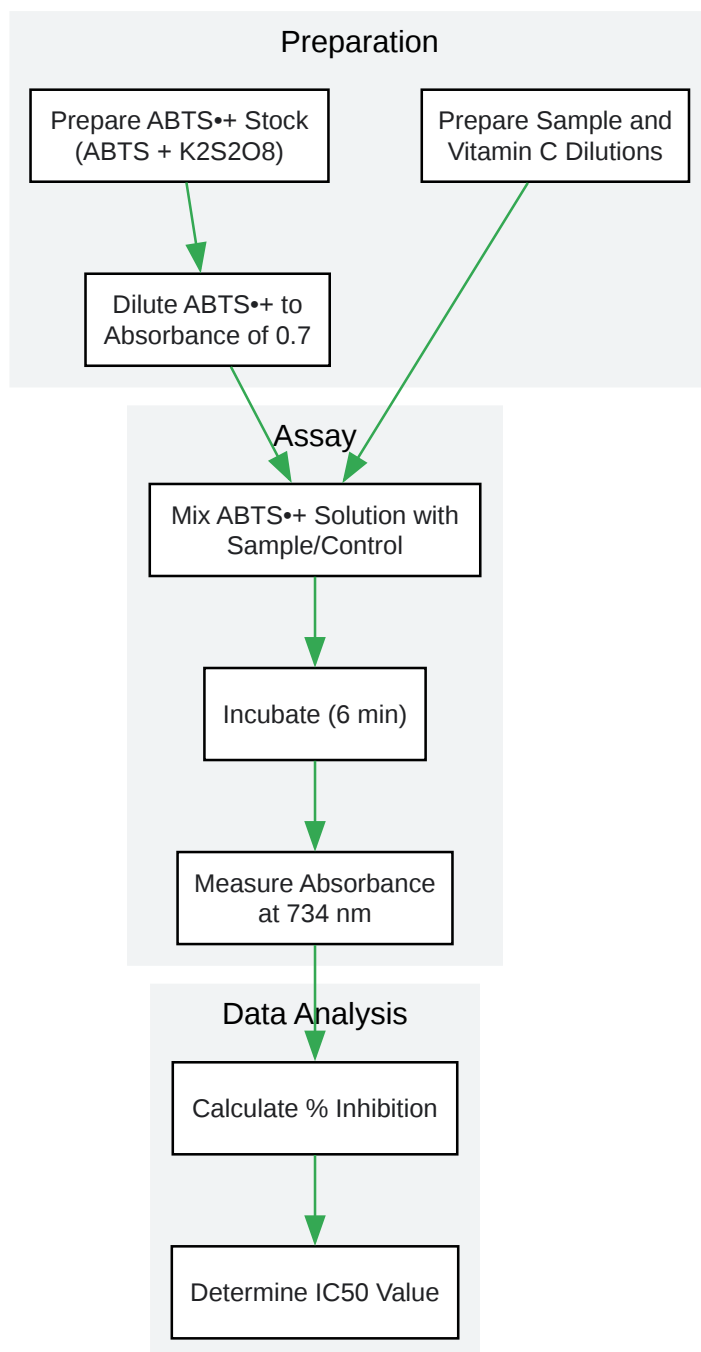 Preparation
Prepare ABTS•+ Stock
(ABTS + K2S2O8)
Prepare Sample and
Vitamin C Dilutions
Dilute ABTS•+ to
Absorbance of 0.7
Assay
Mix ABTS•+ Solution with
Sample/Control
Incubate (6 min)
Measure Absorbance
at 734 nm
Data Analysis
Calculate % Inhibition
Determine IC50 Value